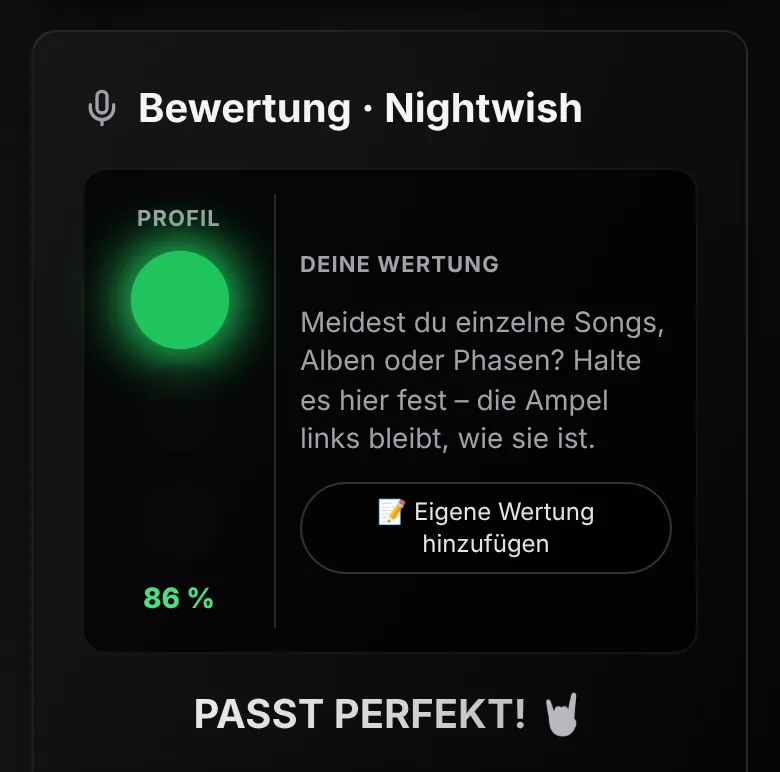 Bewertung · Nightwish
PROFIL
86 %
DEINE WERTUNG
Meidest du einzelne Songs,
Alben oder Phasen? Halte
es hier fest – die Ampel
links bleibt, wie sie ist.
📝 Eigene Wertung
hinzufügen
PASST PERFEKT! 🤘